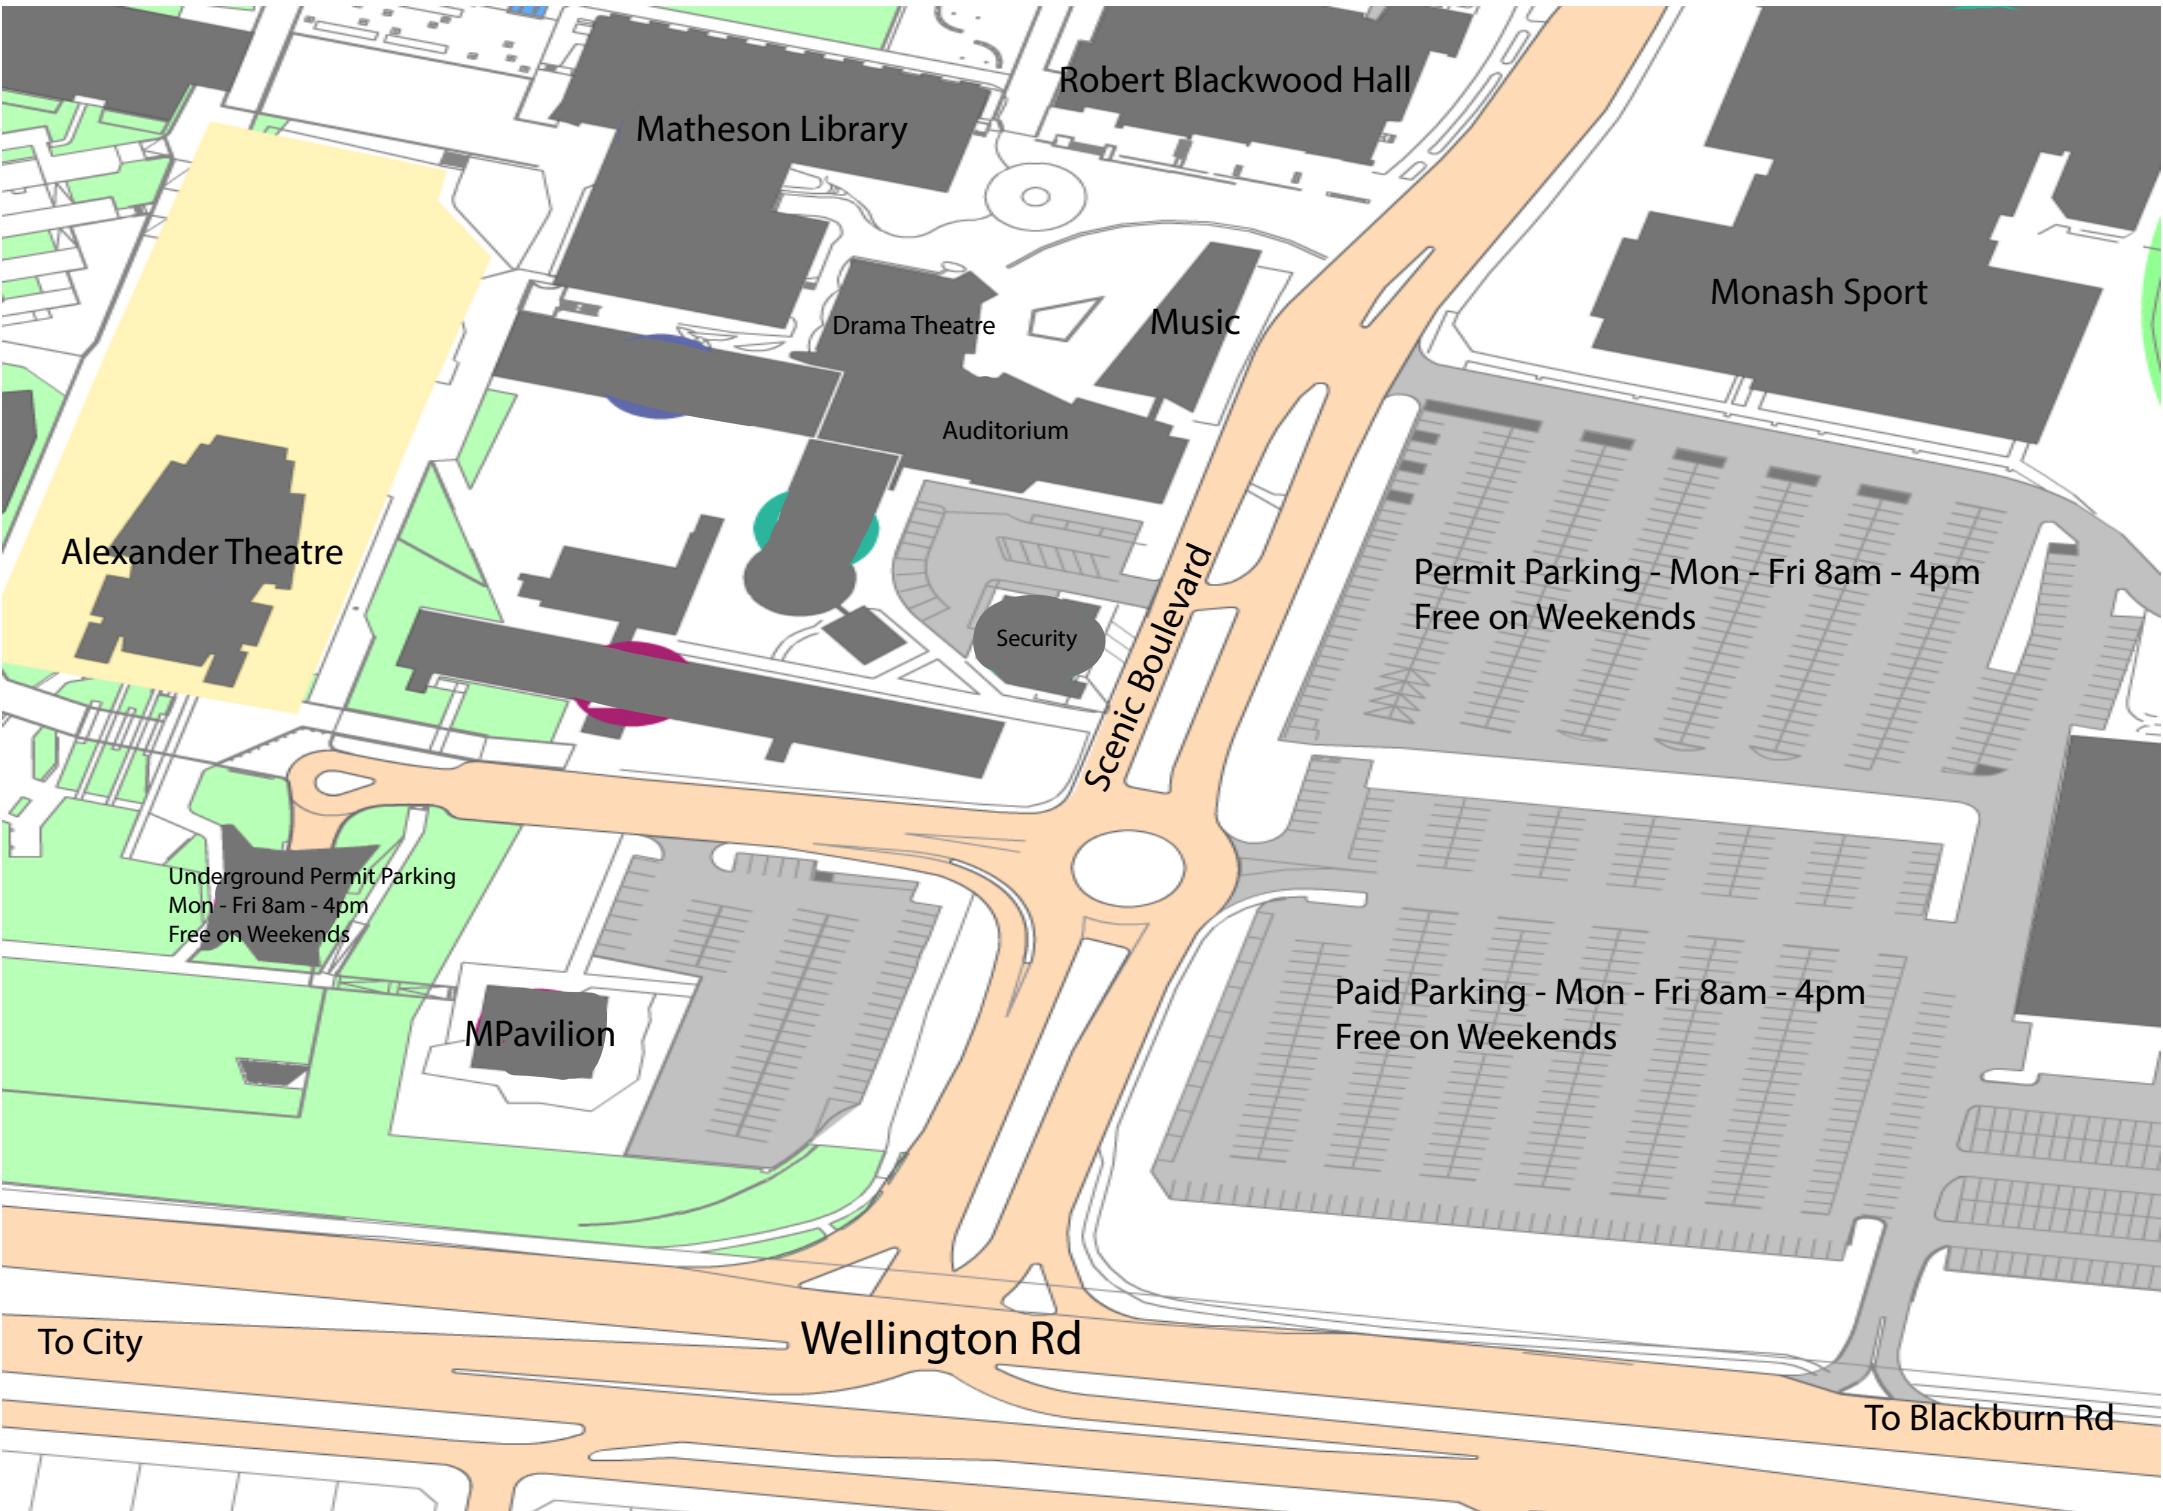 Robert Blackwood Hall
Matheson Library
Monash Sport
Drama Theatre
Music
Auditorium
Alexander Theatre
Permit Parking - Mon - Fri 8am - 4pm
Free on Weekends
Security
Scenic Boulevard
Underground Permit Parking
Mon - Fri 8am - 4pm
Free on Weekends
Paid Parking - Mon - Fri 8am - 4pm
Free on Weekends
MPavilion
Wellington Rd
To City
To Blackburn Rd